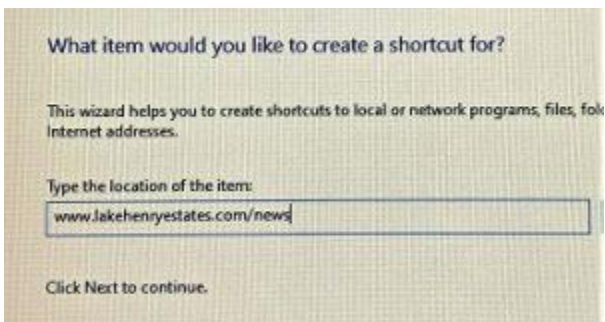 What item would you like to create a shortcut for?
This wizard helps you to create shortcuts to local or network programs, files, fol
Internet addresses.
Type the location of the item:
www.lakehenryestates.com/news
Click Next to continue.